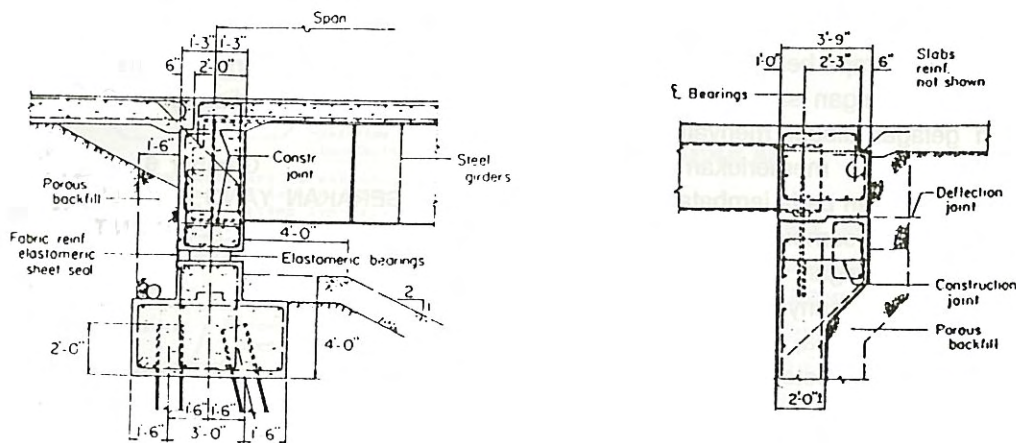 Span
1'-3" 1'-3"
6" 2'-0"
1'-6"
Constr
joint
Steel
girders
Porous
backfill
4'-0"
Fabric reinf
elastomeric
sheet seal
Elastomeric bearings
2
2'-0"
4'-0"
1'-6" 1'-6"
1'-6" 3'-0" 1'-6"
3'-9"
1'-0" 2'-3" 6"
Slabs
reinf.
not shown
℄ Bearings
Deflection
joint
Construction
joint
Porous
backfill
2'-0"